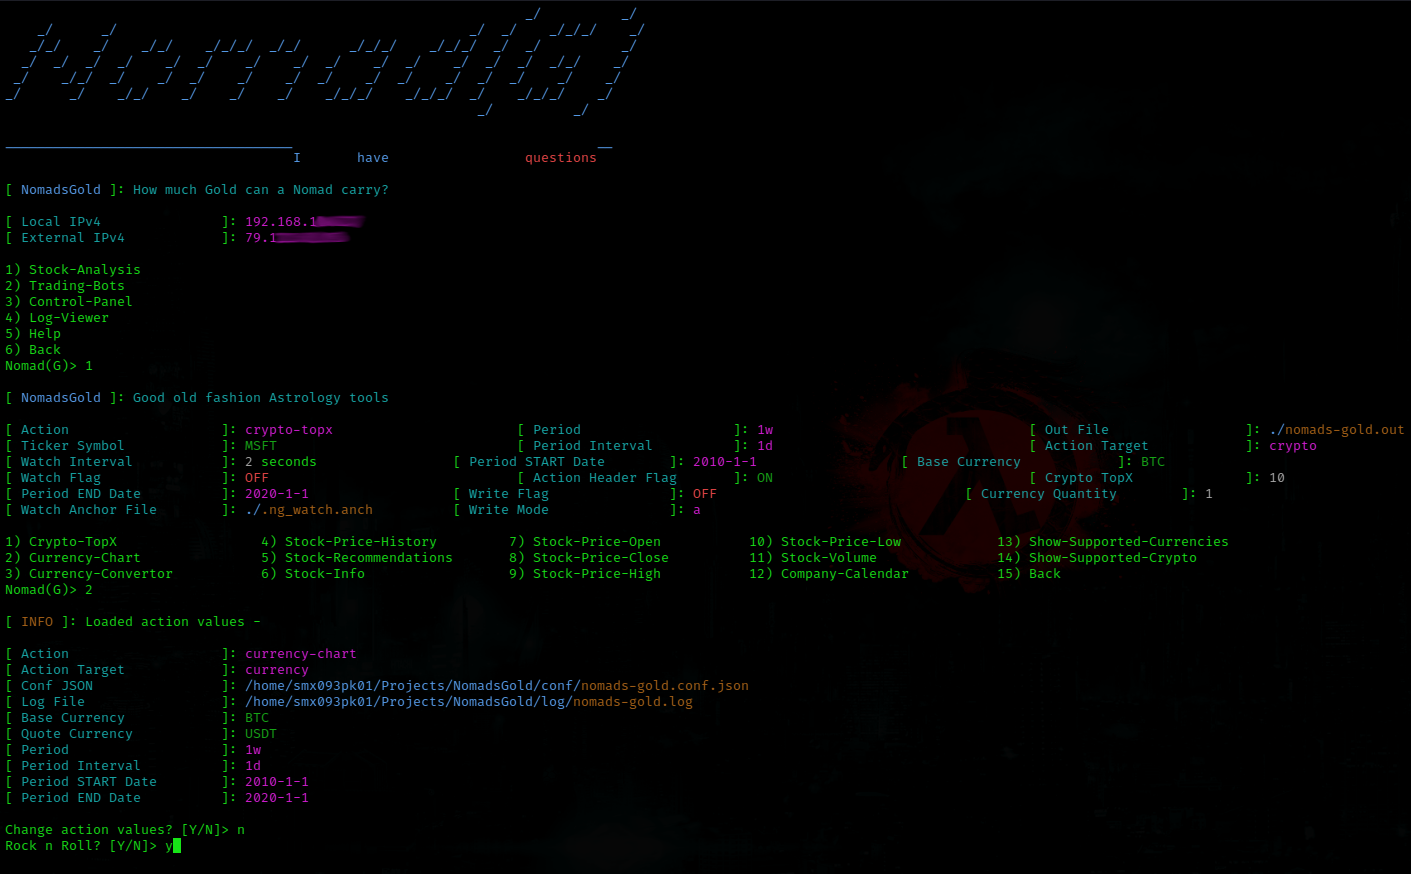 Nomad(G)
I have questions
[ NomadsGold ]: How much Gold can a Nomad carry?
[ Local IPv4 ]: 192.168.1
[ External IPv4 ]: 79.1
1) Stock-Analysis
2) Trading-Bots
3) Control-Panel
4) Log-Viewer
5) Help
6) Back
Nomad(G)> 1
[ NomadsGold ]: Good old fashion Astrology tools
[ Action ]: crypto-topx [ Period ]: 1w [ Out File ]: ./nomads-gold.out
[ Ticker Symbol ]: MSFT [ Period Interval ]: 1d [ Action Target ]: crypto
[ Watch Interval ]: 2 seconds [ Period START Date ]: 2010-1-1 [ Base Currency ]: BTC
[ Watch Flag ]: OFF [ Action Header Flag ]: ON [ Crypto TopX ]: 10
[ Period END Date ]: 2020-1-1 [ Write Flag ]: OFF [ Currency Quantity ]: 1
[ Watch Anchor File ]: ./.ng_watch.anch [ Write Mode ]: a
1) Crypto-TopX 4) Stock-Price-History 7) Stock-Price-Open 10) Stock-Price-Low 13) Show-Supported-Currencies
2) Currency-Chart 5) Stock-Recommendations 8) Stock-Price-Close 11) Stock-Volume 14) Show-Supported-Crypto
3) Currency-Convertor 6) Stock-Info 9) Stock-Price-High 12) Company-Calendar 15) Back
Nomad(G)> 2
[ INFO ]: Loaded action values -
[ Action ]: currency-chart
[ Action Target ]: currency
[ Conf JSON ]: /home/smx093pk01/Projects/NomadsGold/conf/nomads-gold.conf.json
[ Log File ]: /home/smx093pk01/Projects/NomadsGold/log/nomads-gold.log
[ Base Currency ]: BTC
[ Quote Currency ]: USDT
[ Period ]: 1w
[ Period Interval ]: 1d
[ Period START Date ]: 2010-1-1
[ Period END Date ]: 2020-1-1
Change action values? [Y/N]> n
Rock n Roll? [Y/N]> y